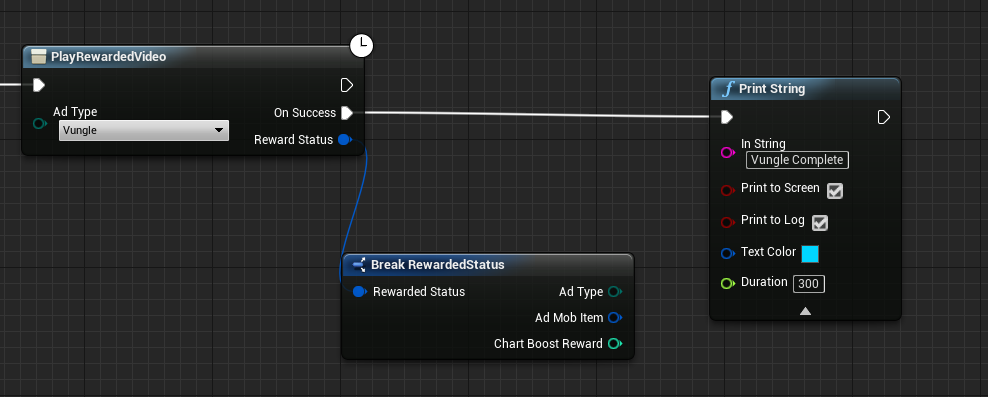 PlayRewardedVideo
Ad Type
Vungle
On Success
Reward Status
Break RewardedStatus
Rewarded Status
Ad Type
Ad Mob Item
Chart Boost Reward
f Print String
In String
Vungle Complete
Print to Screen
Print to Log
Text Color
Duration 300